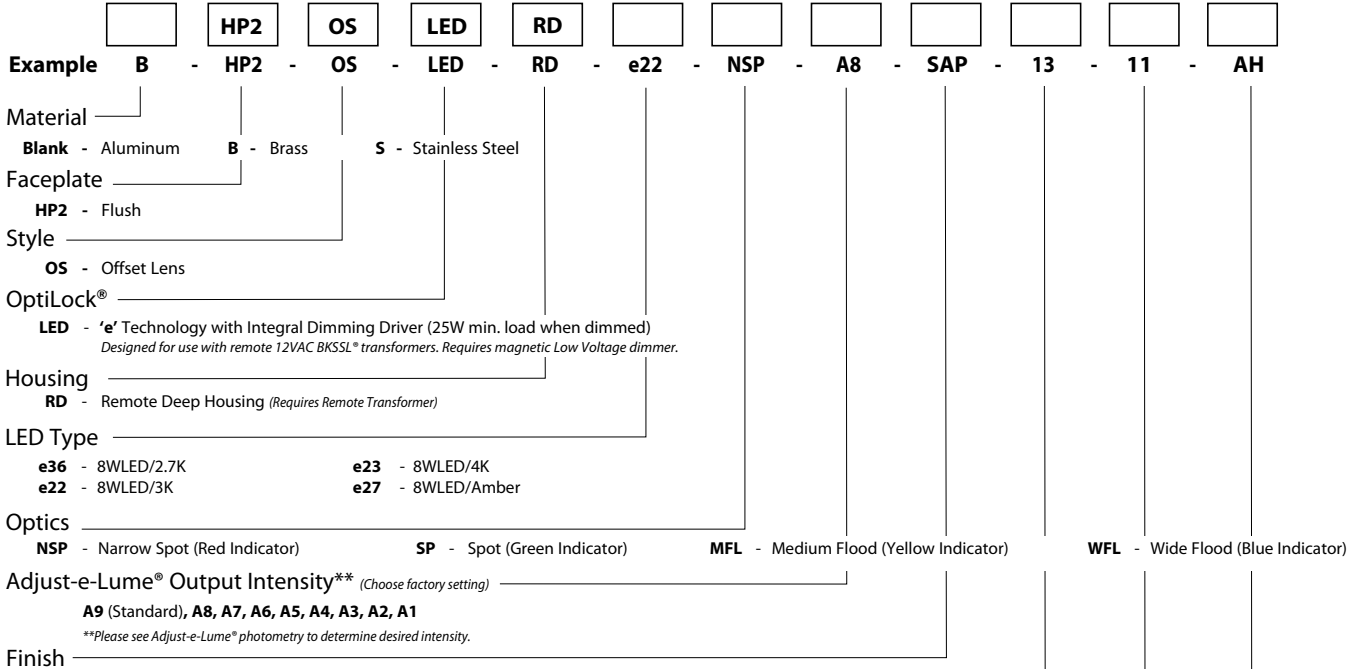 HP2 OS LED RD
Example B - HP2 - OS - LED - RD - e22 - NSP - A8 - SAP - 13 - 11 - AH
Material
Blank - Aluminum B - Brass S - Stainless Steel
Faceplate
HP2 - Flush
Style
OS - Offset Lens
OptiLock®
LED - ‘e’ Technology with Integral Dimming Driver (25W min. load when dimmed)
Designed for use with remote 12VAC BKSSL® transformers. Requires magnetic Low Voltage dimmer.
Housing
RD - Remote Deep Housing (Requires Remote Transformer)
LED Type
e36 - 8WLED/2.7K e23 - 8WLED/4K
e22 - 8WLED/3K e27 - 8WLED/Amber
Optics
NSP - Narrow Spot (Red Indicator) SP - Spot (Green Indicator) MFL - Medium Flood (Yellow Indicator) WFL - Wide Flood (Blue Indicator)
Adjust-e-Lume® Output Intensity** (Choose factory setting)
A9 (Standard), A8, A7, A6, A5, A4, A3, A2, A1
**Please see Adjust-e-Lume® photometry to determine desired intensity.
Finish